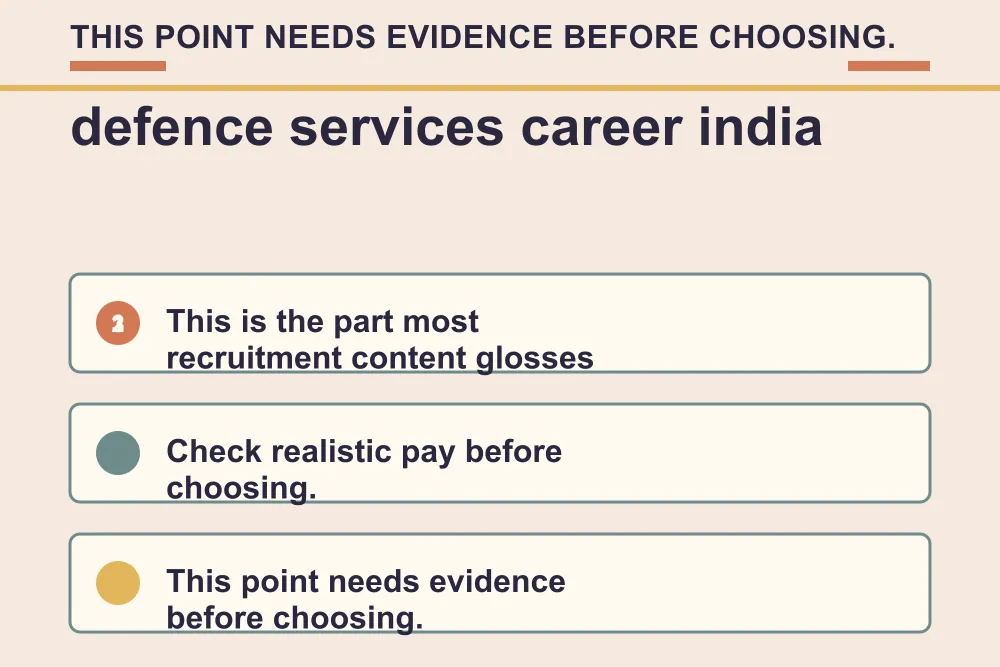 THIS POINT NEEDS EVIDENCE BEFORE CHOOSING.
defence services career india
This is the part most
recruitment content glosses
Check realistic pay before
choosing.
This point needs evidence
before choosing.